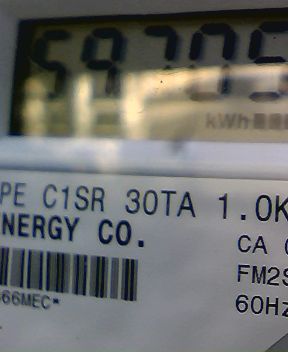 59705
kWh
PE C1SR 30TA 1.0K
NERGY CO.
CA
FM2S
60Hz
66MEC*